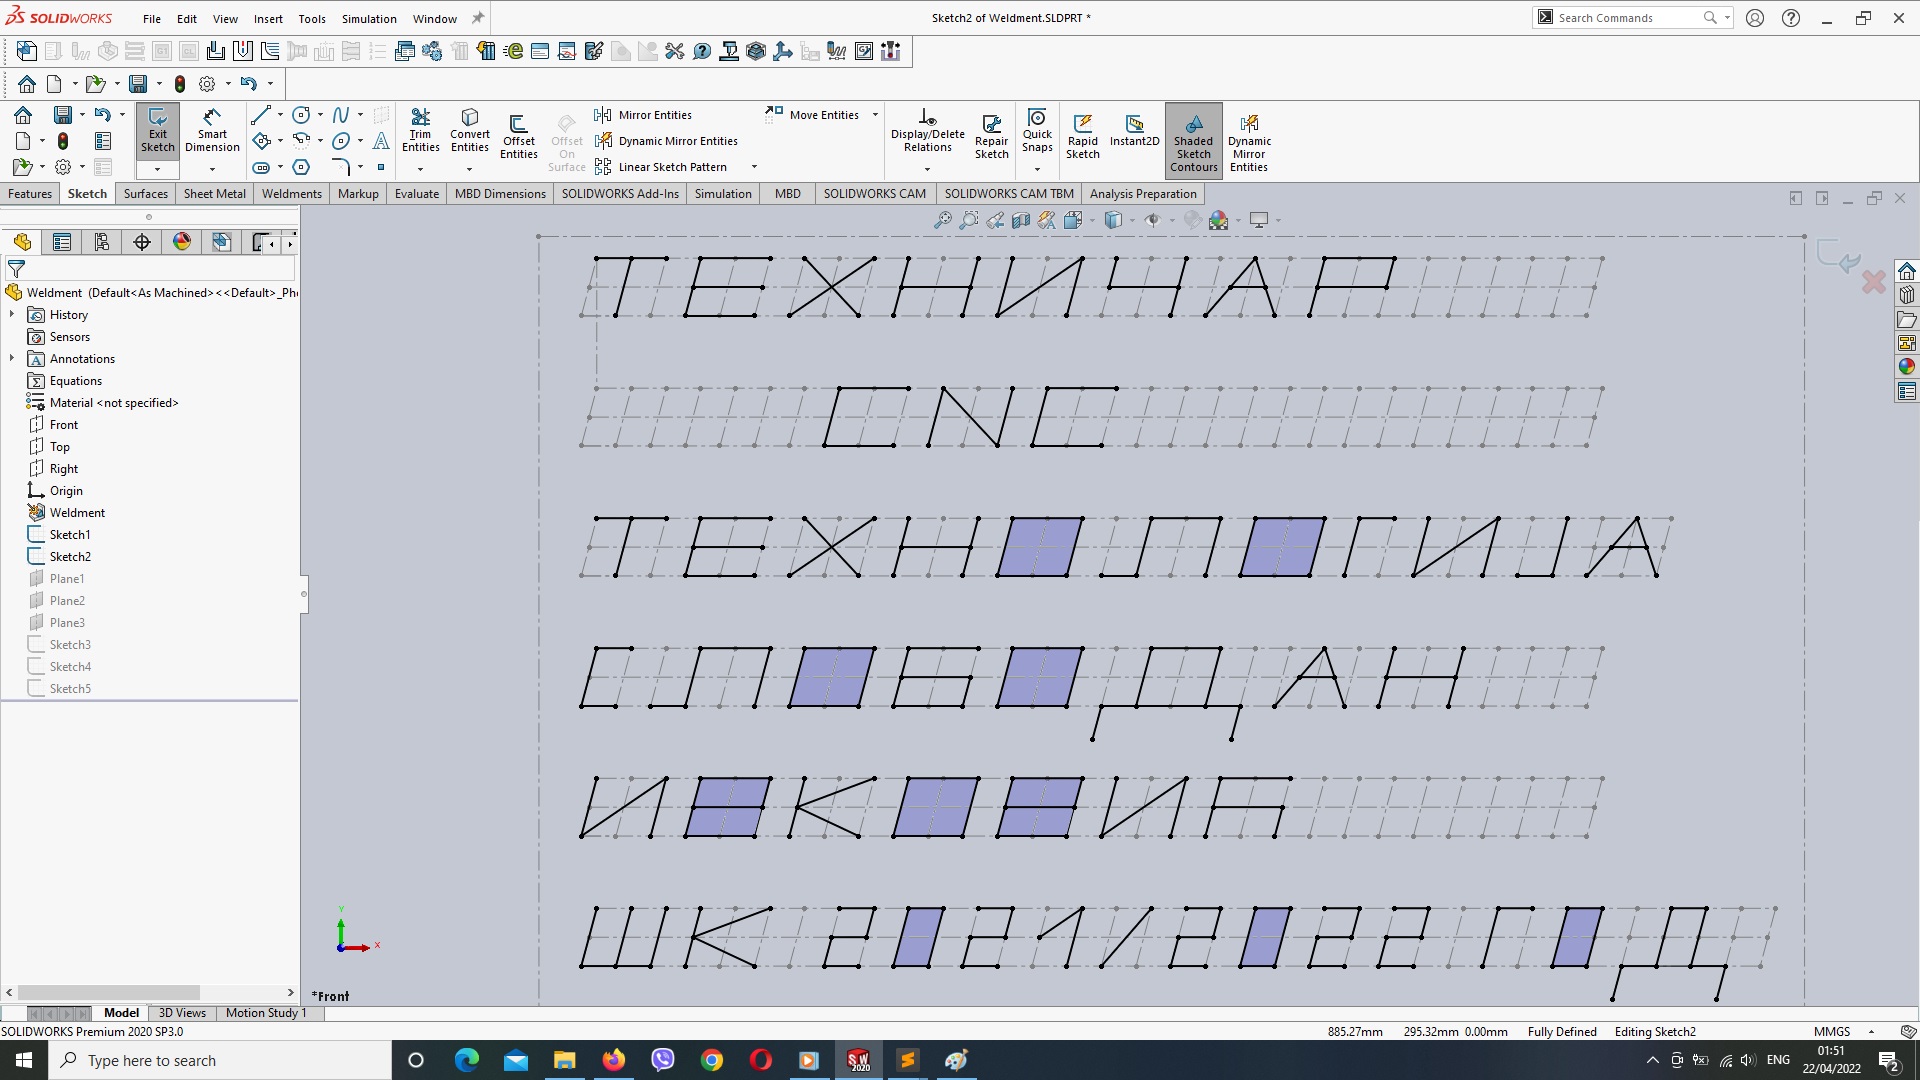 SOLIDWORKS File Edit View Insert Tools Simulation Window Sketch2 of Weldment.SLDPRT * Search Commands
Exit Sketch Smart Dimension Trim Entities Convert Entities Offset Entities Offset On Surface Mirror Entities Dynamic Mirror Entities Linear Sketch Pattern Move Entities Display/Delete Relations Repair Sketch Quick Snaps Rapid Sketch Instant2D Shaded Sketch Contours Dynamic Mirror Entities
Features Sketch Surfaces Sheet Metal Weldments Markup Evaluate MBD Dimensions SOLIDWORKS Add-Ins Simulation MBD SOLIDWORKS CAM SOLIDWORKS CAM TBM Analysis Preparation
Weldment (Default<As Machined><<Default>_Ph
History
Sensors
Annotations
Equations
Material <not specified>
Front
Top
Right
Origin
Weldment
Sketch1
Sketch2
Plane1
Plane2
Plane3
Sketch3
Sketch4
Sketch5
ТЕХНИЧАР
CNC
ТЕХНОЛОГИЈА
СЛОБОДАН
ИВКОВИЋ
ШК 2021/2022 ГОД
Y
X
*Front
Model 3D Views Motion Study 1
SOLIDWORKS Premium 2020 SP3.0 885.27mm 295.32mm 0.00mm Fully Defined Editing Sketch2 MMGS
Type here to search SW 2020 ENG 01:51 22/04/2022 2